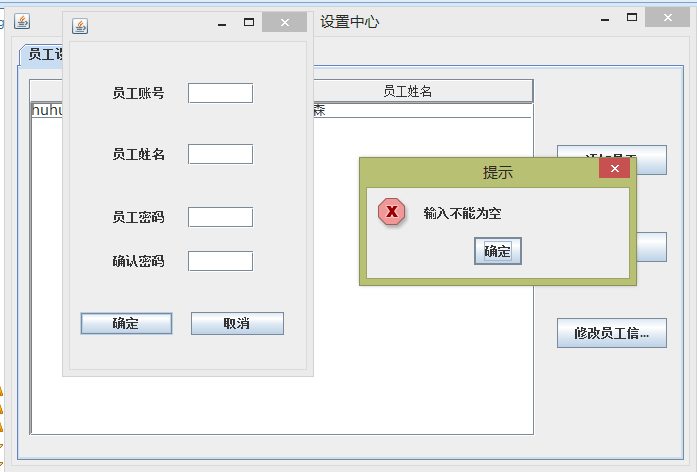 设置中心
员工设
员工姓名
huhu
森
员工账号
员工姓名
员工密码
确认密码
确定
取消
提示
输入不能为空
确定
修改员工信...